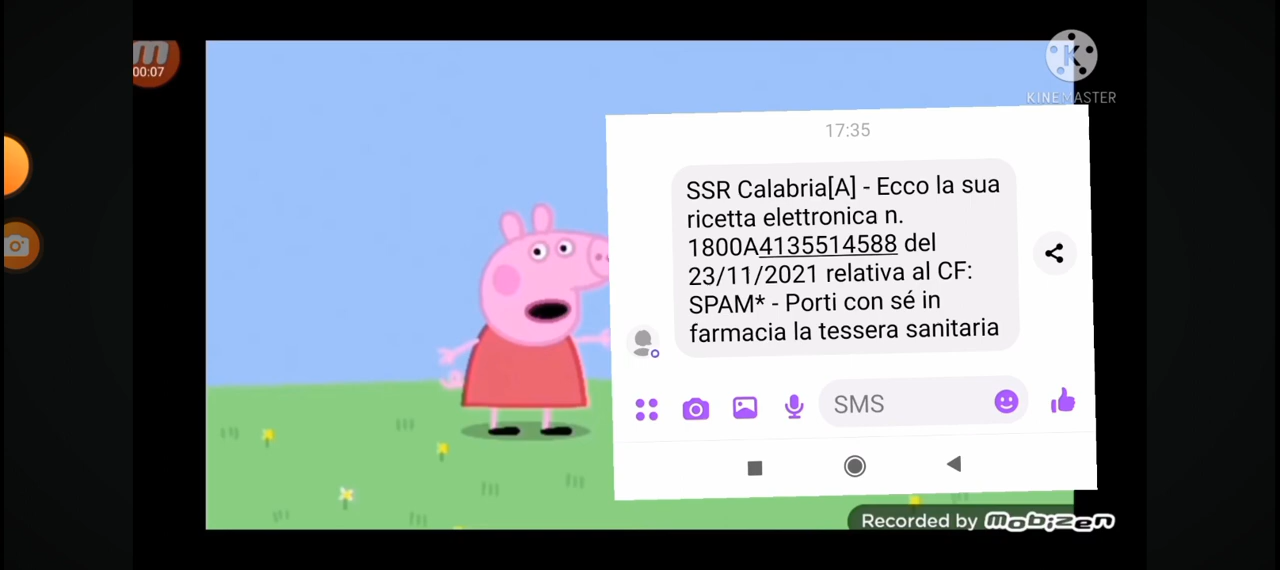 m
00:07
K
KINEMASTER
17:35
SSR Calabria[A] - Ecco la sua
ricetta elettronica n.
1800A4135514588 del
23/11/2021 relativa al CF:
SPAM* - Porti con sé in
farmacia la tessera sanitaria
SMS
Recorded by mobizen